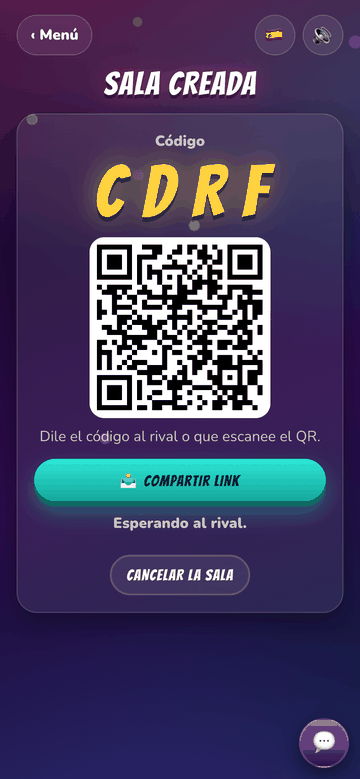 ‹ Menú
SALA CREADA
Código
CDRF
Dile el código al rival o que escanee el QR.
COMPARTIR LINK
Esperando al rival.
CANCELAR LA SALA